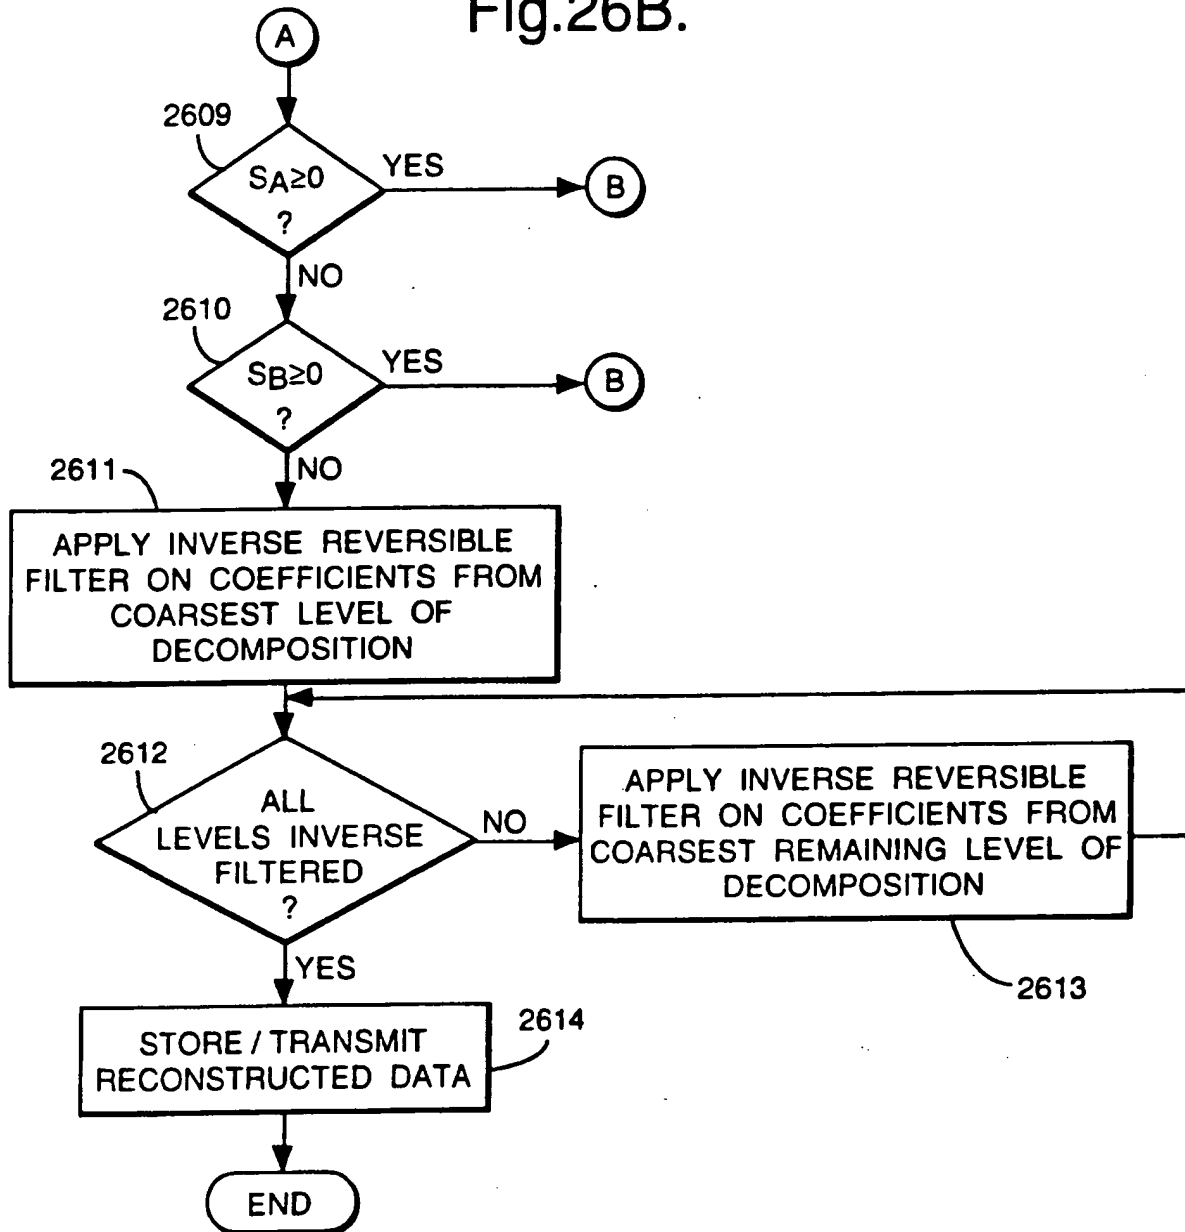 Fig.26B.
A
2609
SA≥0
?
YES
B
NO
2610
SB≥0
?
YES
B
NO
2611
APPLY INVERSE REVERSIBLE
FILTER ON COEFFICIENTS FROM
COARSEST LEVEL OF
DECOMPOSITION
2612
ALL
LEVELS INVERSE
FILTERED
?
NO
APPLY INVERSE REVERSIBLE
FILTER ON COEFFICIENTS FROM
COARSEST REMAINING LEVEL OF
DECOMPOSITION
2613
YES
STORE / TRANSMIT
RECONSTRUCTED DATA
2614
END